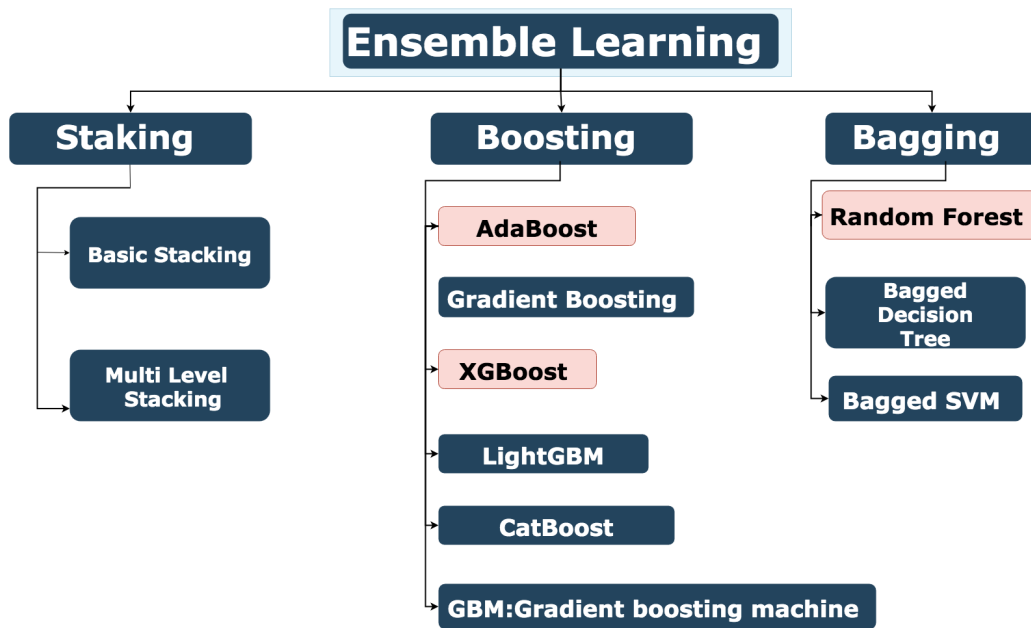 Ensemble Learning
Staking
Boosting
Bagging
Basic Stacking
Multi Level
Stacking
AdaBoost
Gradient Boosting
XGBoost
LightGBM
CatBoost
GBM:Gradient boosting machine
Random Forest
Bagged
Decision
Tree
Bagged SVM